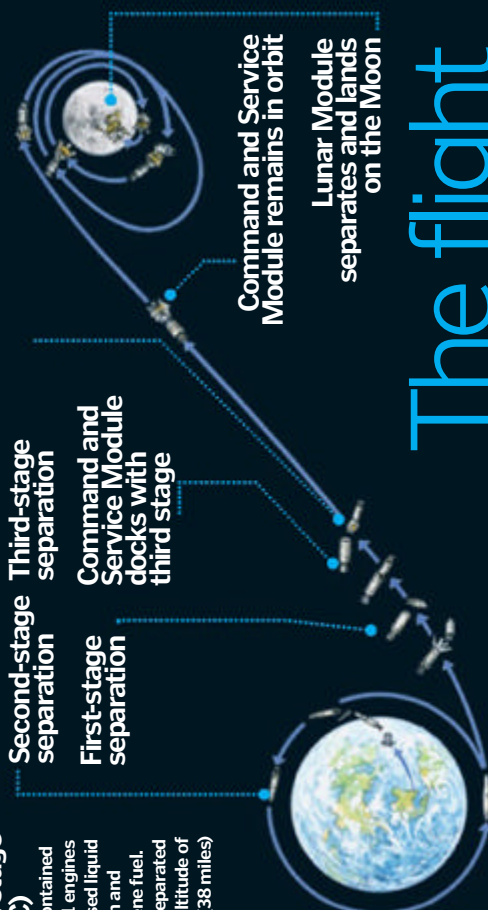 stage
C)
ontained
l engines
sed liquid
n and
ne fuel.
eparated
ltitude of
38 miles)
Second-stage
separation
First-stage
separation
Third-stage
separation
Command and
Service Module
docks with
third stage
Command and Service
Module remains in orbit
Lunar Module
separates and lands
on the Moon
The flight